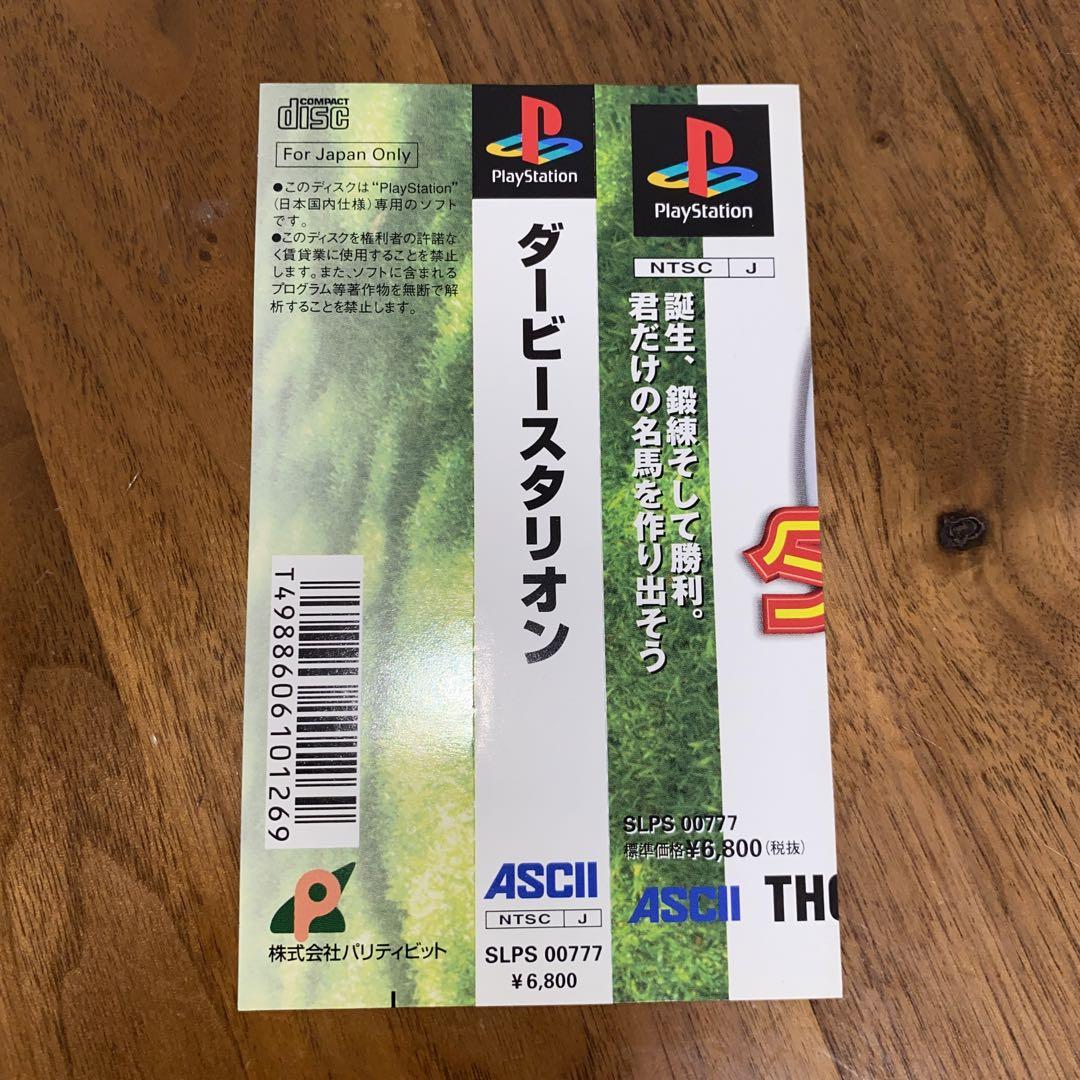 COMPACT
disc
For Japan Only
●このディスクは“PlayStation”
(日本国内仕様)専用のソフト
です。
●このディスクを権利者の許諾な
く賃貸業に使用することを禁止
します。また、ソフトに含まれる
プログラム等著作物を無断で解
析することを禁止します。
T4988606101269
株式会社パリティビット
PlayStation
ダービースタリオン
ASCII
NTSC J
SLPS 00777
¥6,800
PlayStation
NTSC J
誕生、鍛練そして勝利。
君だけの名馬を作り出そう
SLPS 00777
標準価格¥6,800(税抜)
ASCII